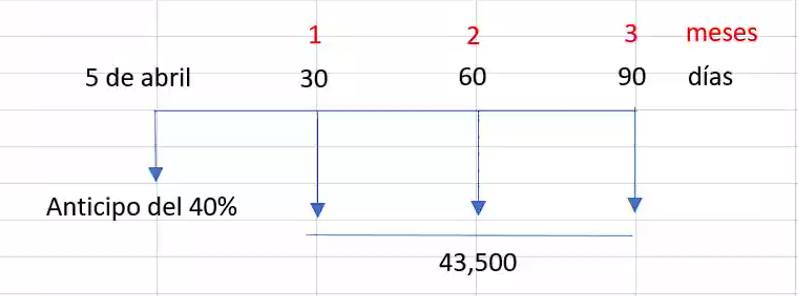 1 2 3 meses
5 de abril 30 60 90 días
Anticipo del 40%
43,500